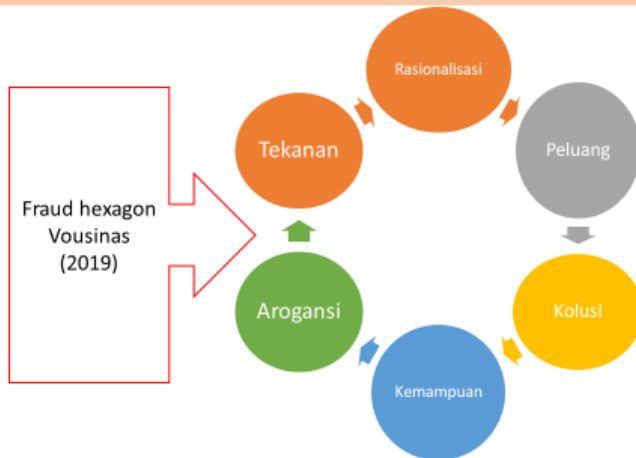 Fraud hexagon
Vousinas
(2019)
Rasionalisasi
Tekanan
Peluang
Arogansi
Kolusi
Kemampuan